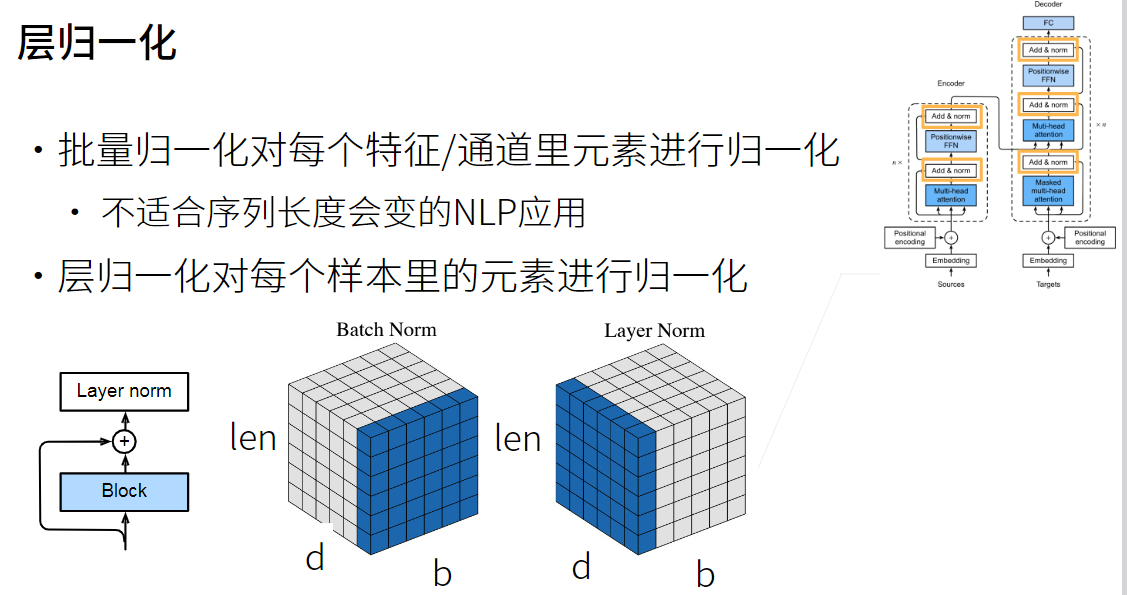 层归一化
• 批量归一化对每个特征/通道里元素进行归一化
• 不适合序列长度会变的NLP应用
• 层归一化对每个样本里的元素进行归一化
Layer norm
+
Block
Batch Norm
len
d
b
Layer Norm
len
d
b
Encoder
Add & norm
Positionwise
FFN
n×
Add & norm
Muti-head
attention
Positional
encoding
+
Embedding
Sources
Decoder
FC
Add & norm
Positionwise
FFN
Add & norm
Muti-head
attention
×n
Add & norm
Masked
muti-head
attention
+
Positional
encoding
Embedding
Targets